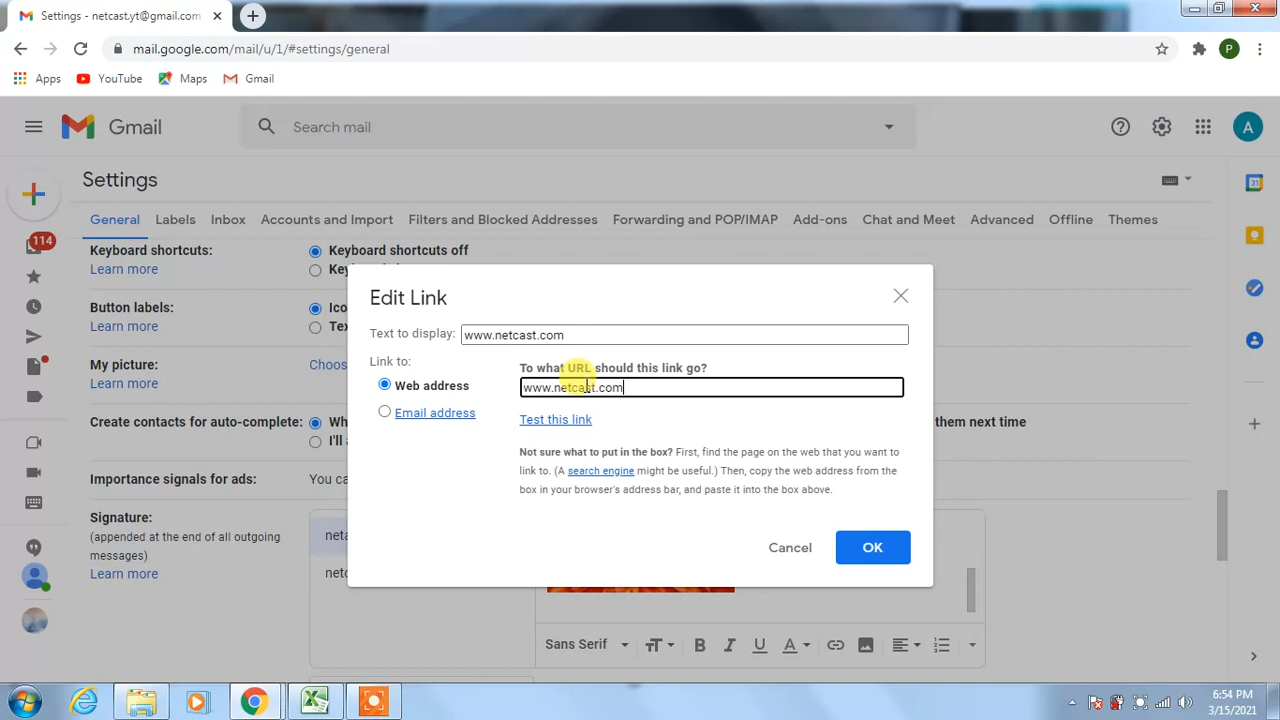 Settings - netcast.yt@gmail.com
mail.google.com/mail/u/1/#settings/general
P
Apps YouTube Maps Gmail
Gmail Search mail
A
Settings
31
General Labels Inbox Accounts and Import Filters and Blocked Addresses Forwarding and POP/IMAP Add-ons Chat and Meet Advanced Offline Themes
114
Keyboard shortcuts: Keyboard shortcuts off
Learn more
Edit Link
Button labels:
Learn more
Text to display: www.netcast.com
My picture:
Learn more
Link to: To what URL should this link go?
Web address www.netcast.com
Email address Test this link
Create contacts for auto-complete: them next time
Learn more I'll
Not sure what to put in the box? First, find the page on the web that you want to
link to. (A search engine might be useful.) Then, copy the web address from the
box in your browser's address bar, and paste it into the box above.
Importance signals for ads: You
Signature:
(appended at the end of all outgoing
messages)
Learn more
Cancel OK
Sans Serif
6:54 PM
3/15/2021